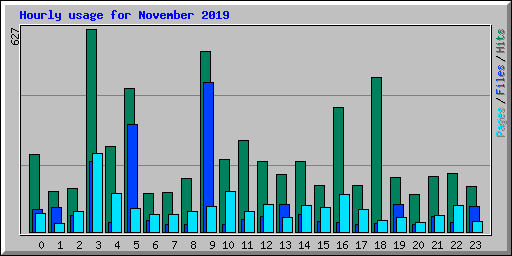 Hourly usage for November 2019
627
Pages / Files / Hits
0 1 2 3 4 5 6 7 8 9 10 11 12 13 14 15 16 17 18 19 20 21 22 23